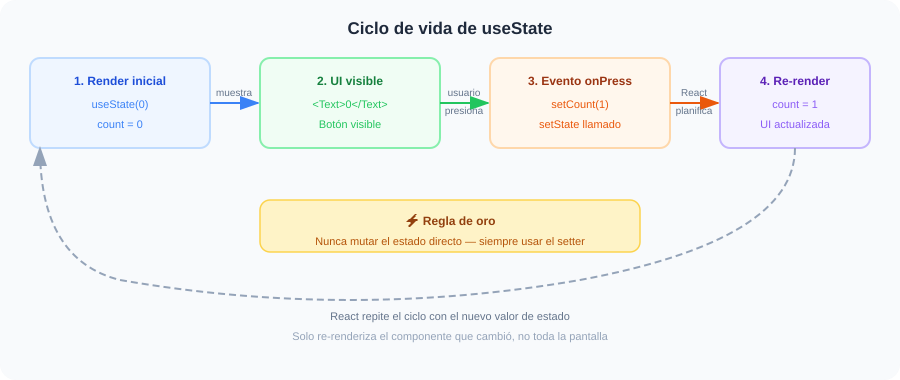 Ciclo de vida de useState
1. Render inicial
useState(0)
count = 0
muestra
2. UI visible
<Text>0</Text>
Botón visible
usuario
presiona
3. Evento onPress
setCount(1)
setState llamado
React
planifica
4. Re-render
count = 1
UI actualizada
⚡ Regla de oro
Nunca mutar el estado directo — siempre usar el setter
React repite el ciclo con el nuevo valor de estado
Solo re-renderiza el componente que cambió, no toda la pantalla